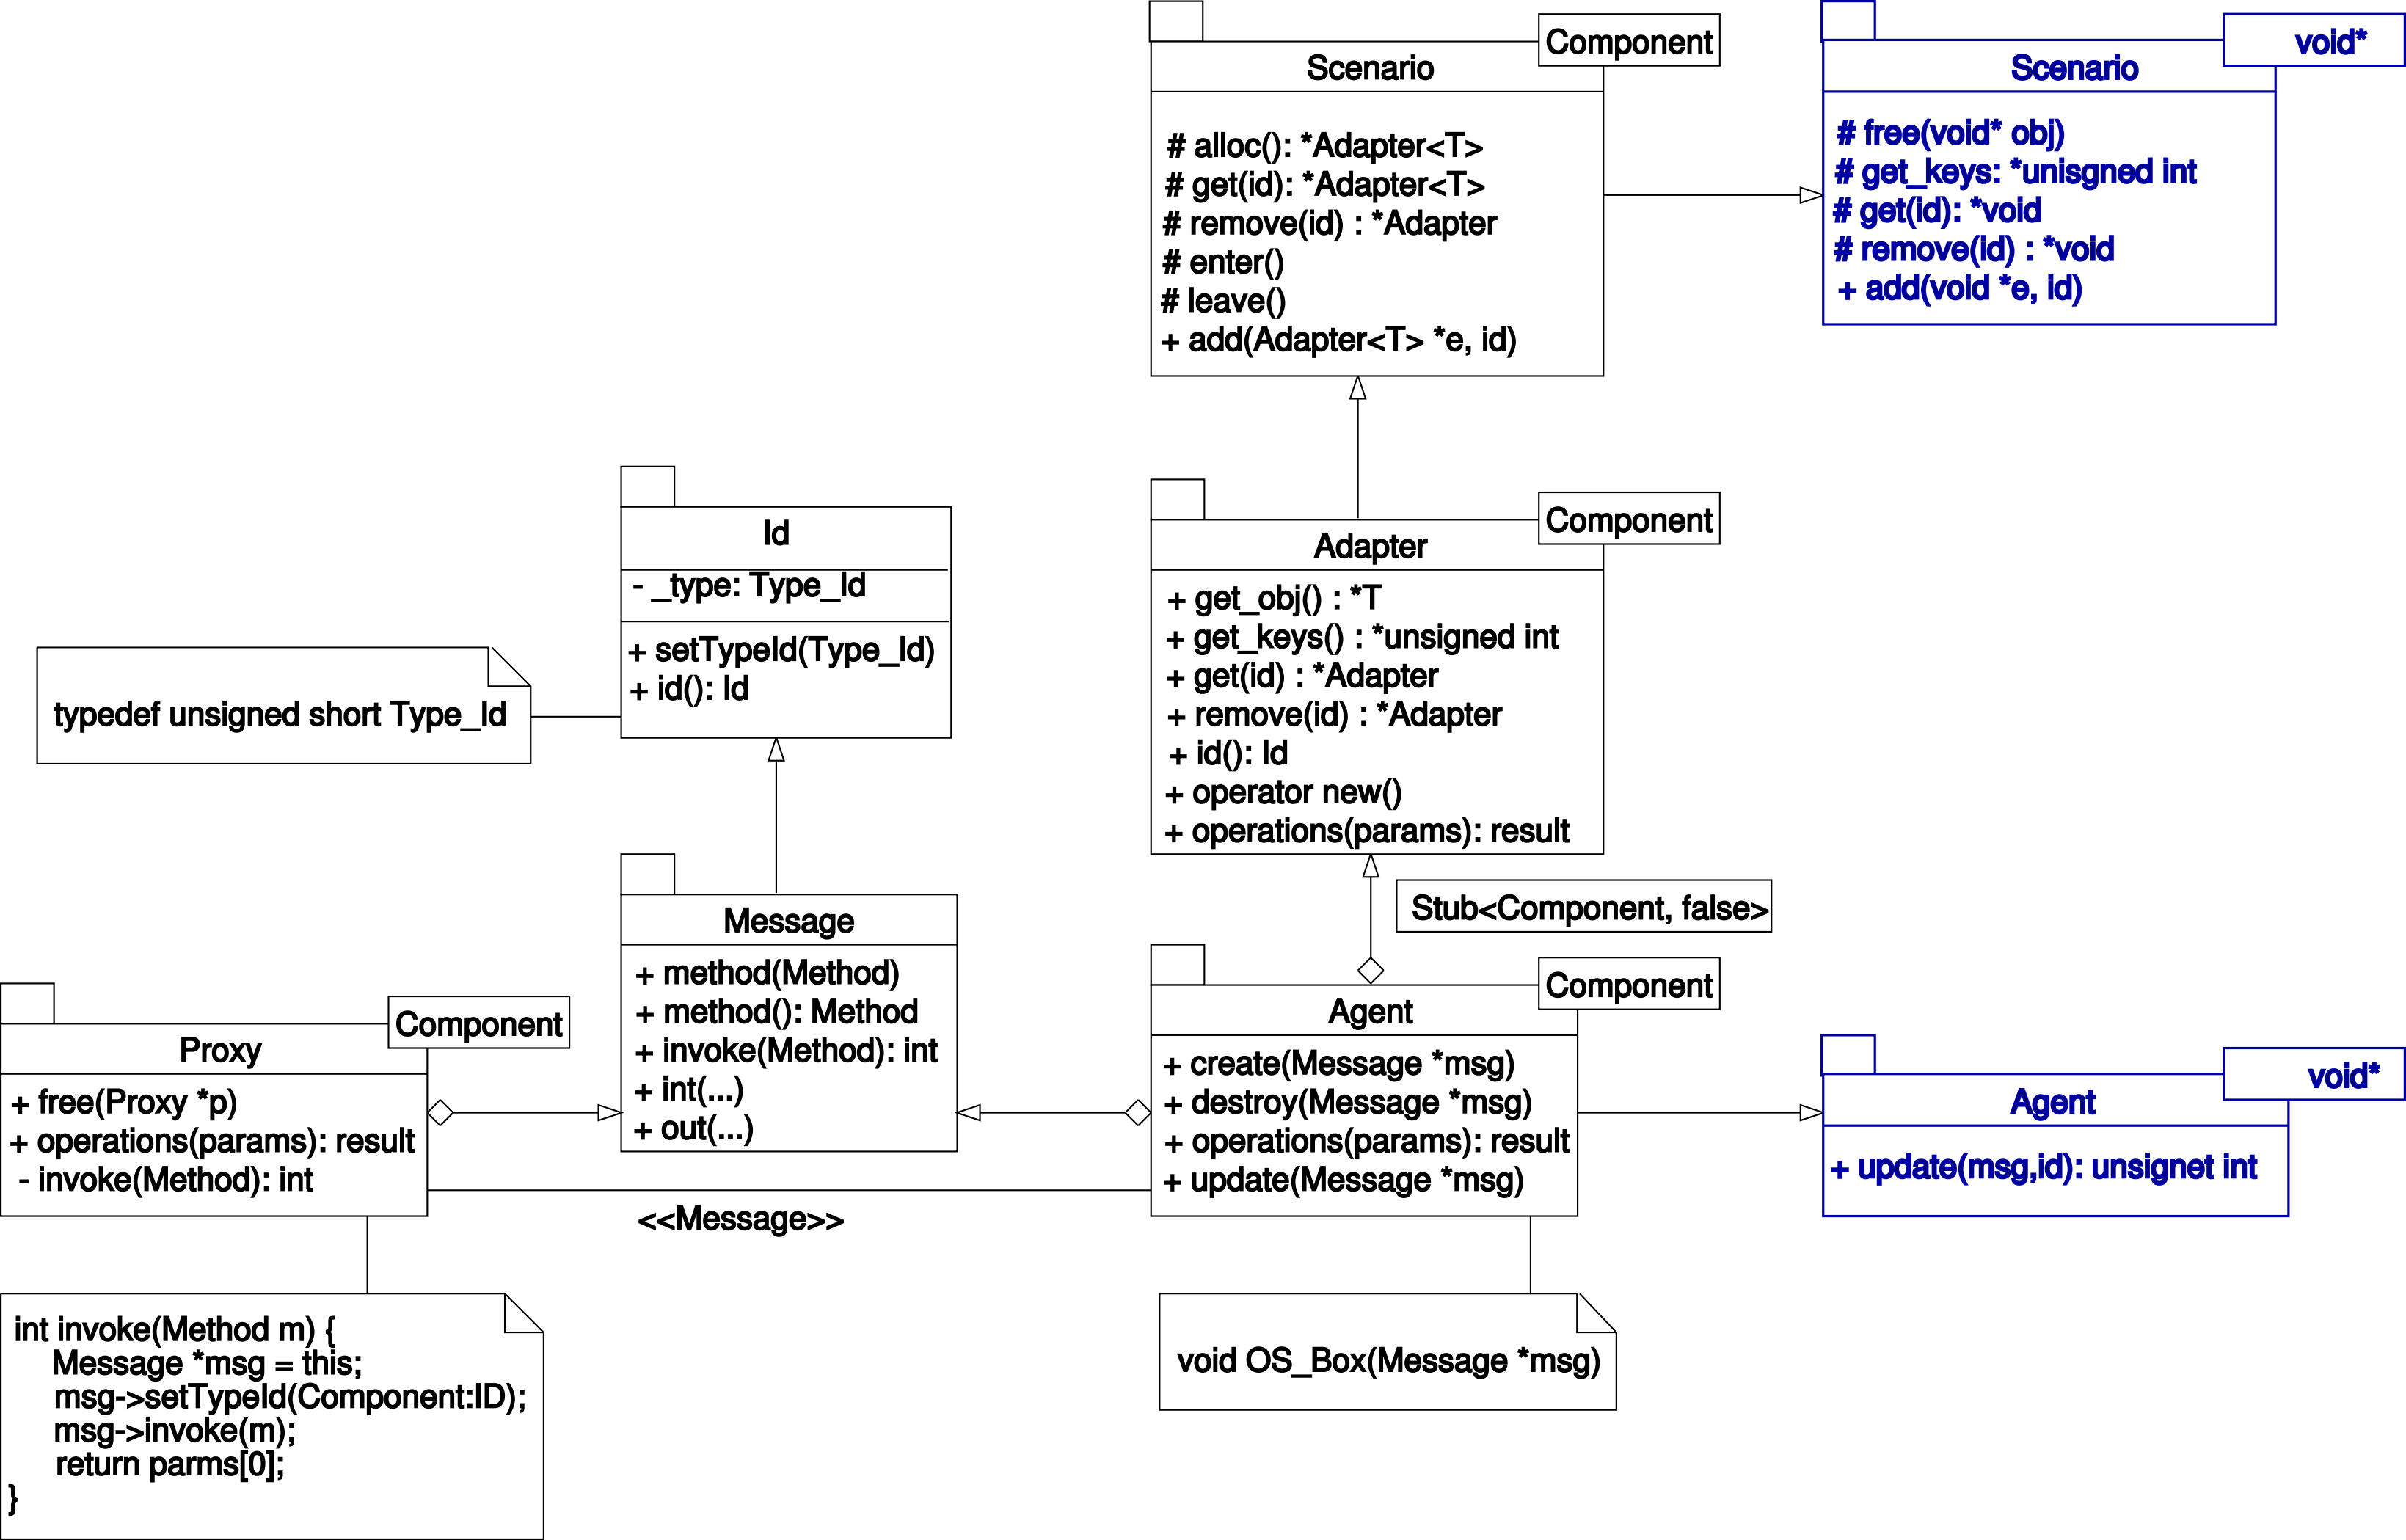 Component
Scenario
# alloc(): *Adapter<T>
# get(id): *Adapter<T>
# remove(id) : *Adapter
# enter()
# leave()
+ add(Adapter<T> *e, id)
void*
Scenario
# free(void* obj)
# get_keys: *unisgned int
# get(id): *void
# remove(id) : *void
+ add(void *e, id)
Id
- _type: Type_Id
+ setTypeId(Type_Id)
+ id(): Id
typedef unsigned short Type_Id
Component
Adapter
+ get_obj() : *T
+ get_keys() : *unsigned int
+ get(id) : *Adapter
+ remove(id) : *Adapter
+ id(): Id
+ operator new()
+ operations(params): result
Stub<Component, false>
Message
+ method(Method)
+ method(): Method
+ invoke(Method): int
+ int(...)
+ out(...)
Component
Proxy
+ free(Proxy *p)
+ operations(params): result
- invoke(Method): int
<<Message>>
Component
Agent
+ create(Message *msg)
+ destroy(Message *msg)
+ operations(params): result
+ update(Message *msg)
void*
Agent
+ update(msg,id): unsignet int
int invoke(Method m) {
Message *msg = this;
msg->setTypeId(Component:ID);
msg->invoke(m);
return parms[0];
}
void OS_Box(Message *msg)